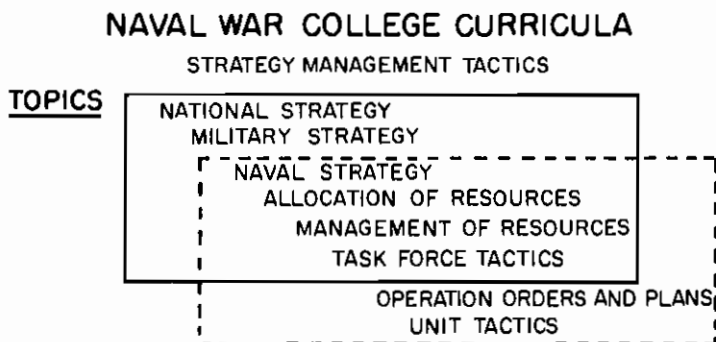 NAVAL WAR COLLEGE CURRICULA
STRATEGY MANAGEMENT TACTICS
TOPICS
NATIONAL STRATEGY
MILITARY STRATEGY
NAVAL STRATEGY
ALLOCATION OF RESOURCES
MANAGEMENT OF RESOURCES
TASK FORCE TACTICS
OPERATION ORDERS AND PLANS
UNIT TACTICS